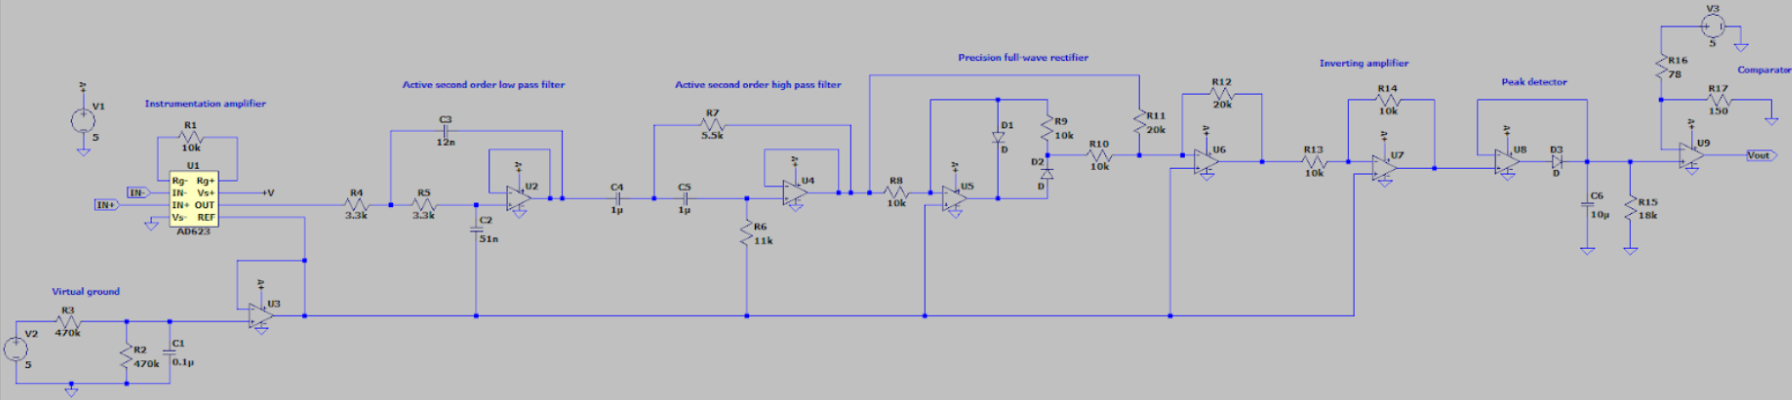 V1
5
Instrumentation amplifier
R1
10k
U1
Rg- Rg+
IN- Vs+
IN+ OUT
Vs- REF
AD623
+V
IN-
IN+
Virtual ground
R3
470k
V2
5
R2
470k
C1
0.1µ
U3
Active second order low pass filter
C3
12n
R4
3.3k
R5
3.3k
C2
51n
U2
Active second order high pass filter
R7
5.5k
C4
1µ
C5
1µ
R6
11k
U4
Precision full-wave rectifier
R8
10k
U5
D1
D
R9
10k
D2
D
R10
10k
R11
20k
R12
20k
U6
Inverting amplifier
R13
10k
R14
10k
U7
Peak detector
U8
D3
D
C6
10µ
R15
18k
V3
5
R16
78
Comparator
R17
150
U9
Vout